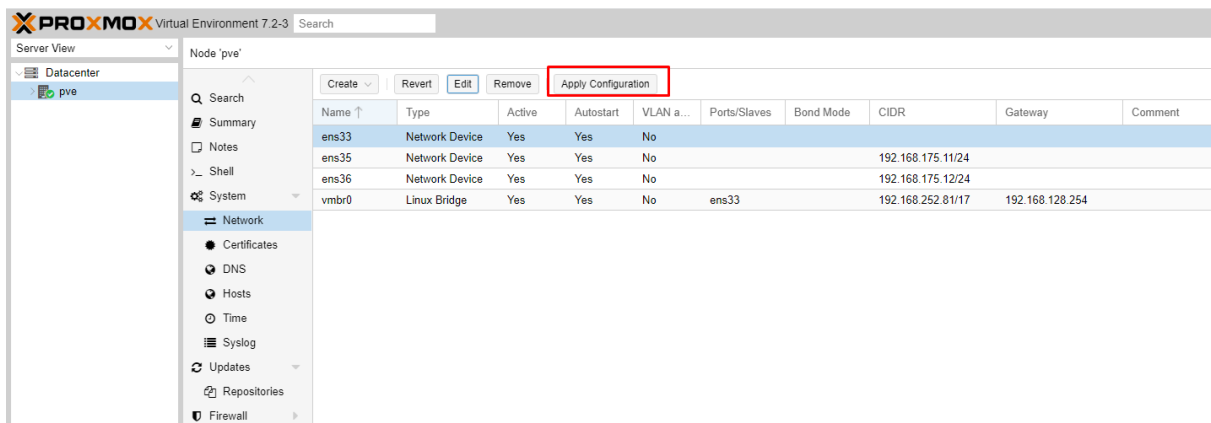 PROXMOX Virtual Environment 7.2-3 Search
Server View
Datacenter
pve
Node 'pve'
Search
Summary
Notes
Shell
System
Network
Certificates
DNS
Hosts
Time
Syslog
Updates
Repositories
Firewall
Create Revert Edit Remove Apply Configuration
Name Type Active Autostart VLAN a... Ports/Slaves Bond Mode CIDR Gateway Comment
ens33 Network Device Yes Yes No
ens35 Network Device Yes Yes No 192.168.175.11/24
ens36 Network Device Yes Yes No 192.168.175.12/24
vmbr0 Linux Bridge Yes Yes No ens33 192.168.252.81/17 192.168.128.254